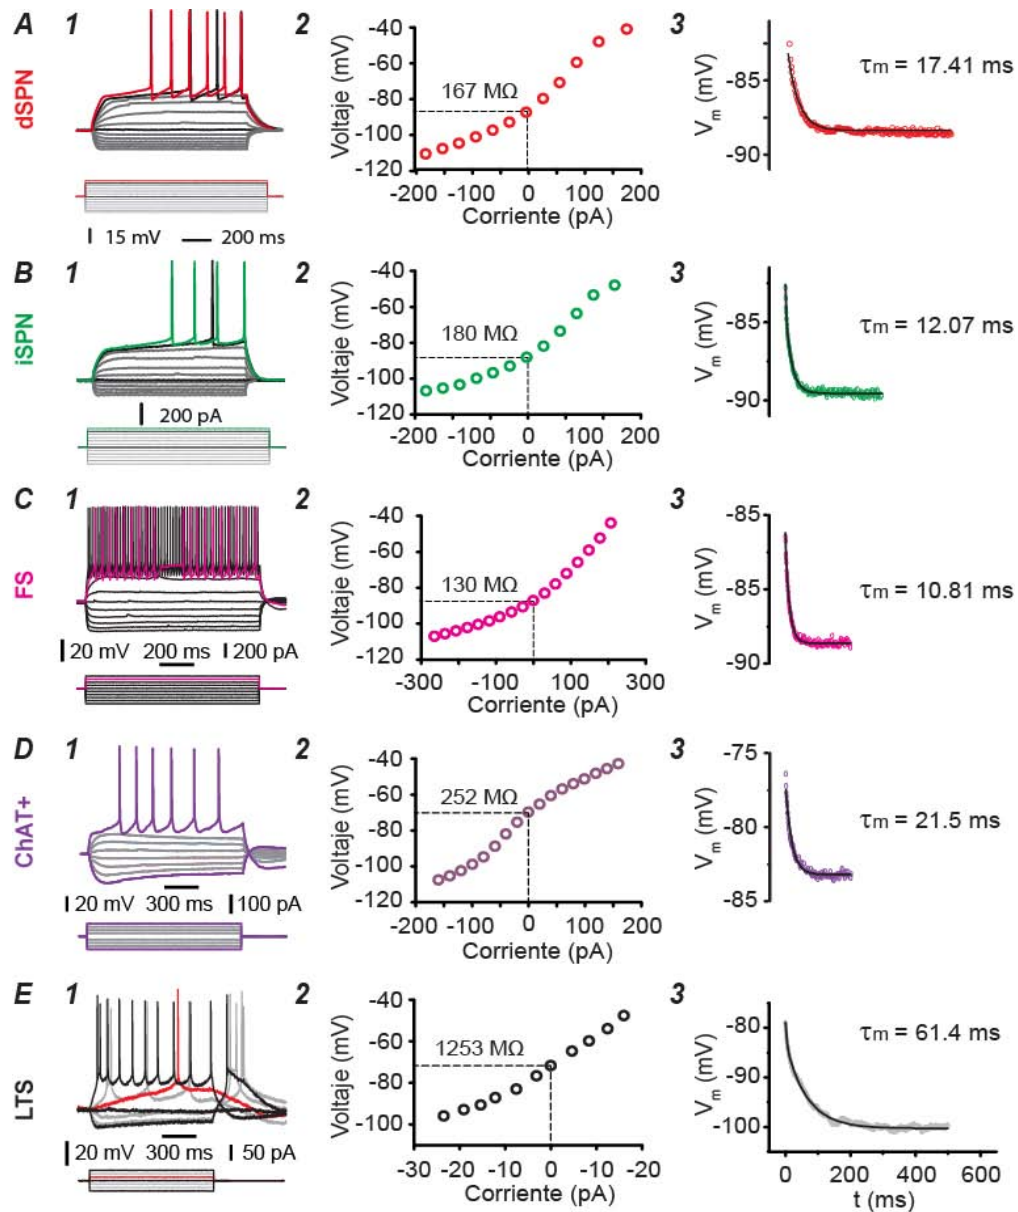 A 1 2 3
dSPN
15 mV 200 ms
Voltaje (mV)
-40
-60
-80
-100
-120
167 MΩ
-200 -100 0 100 200
Corriente (pA)
Vm (mV)
-85
-90
τm = 17.41 ms
B 1 2 3
iSPN
200 pA
Voltaje (mV)
-40
-60
-80
-100
-120
180 MΩ
-200 -100 0 100 200
Corriente (pA)
Vm (mV)
-85
-90
τm = 12.07 ms
C 1 2 3
FS
20 mV 200 ms 200 pA
Voltaje (mV)
-40
-60
-80
-100
-120
130 MΩ
-300 -100 0 100 300
Corriente (pA)
Vm (mV)
-85
-85
-90
τm = 10.81 ms
D 1 2 3
ChAT+
20 mV 300 ms 100 pA
Voltaje (mV)
-40
-60
-80
-100
-120
252 MΩ
-200 -100 0 100 200
Corriente (pA)
Vm (mV)
-75
-80
-85
τm = 21.5 ms
E 1 2 3
LTS
20 mV 300 ms 50 pA
Voltaje (mV)
-40
-60
-80
-100
1253 MΩ
-30 -20 -10 0 -10 -20
Corriente (pA)
Vm (mV)
-80
-90
-100
τm = 61.4 ms
0 200 400 600
t (ms)